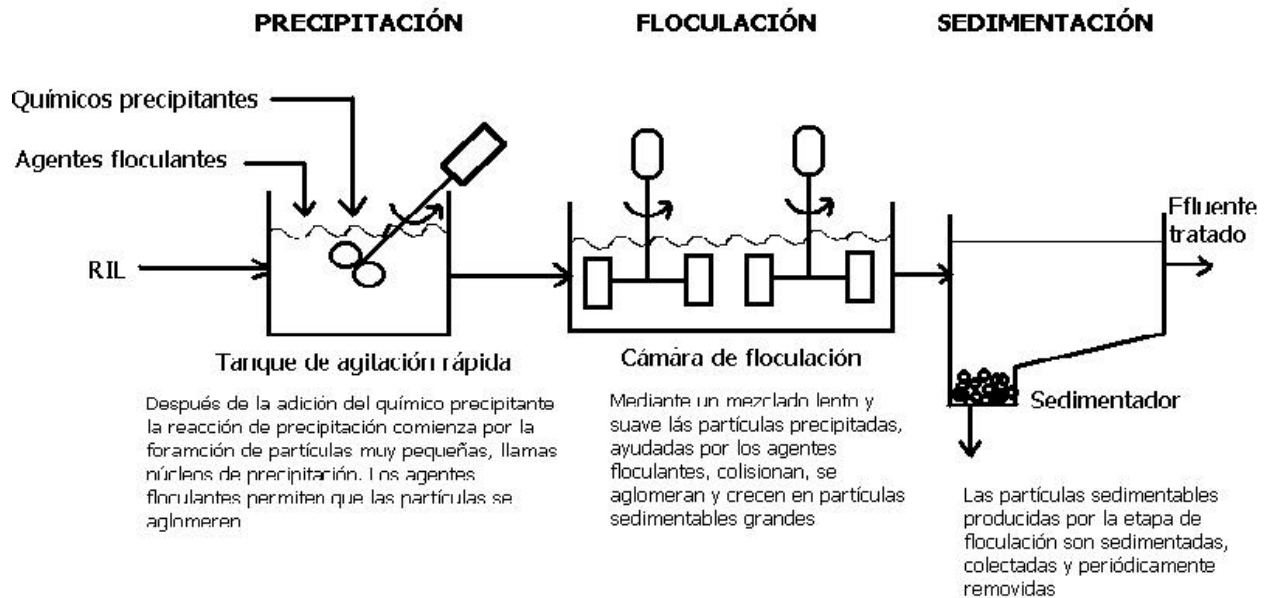 PRECIPITACIÓN
FLOCULACIÓN
SEDIMENTACIÓN
Químicos precipitantes
Agentes floculantes
RIL
Efluente
tratado
Tanque de agitación rápida
Después de la adición del químico precipitante
la reacción de precipitación comienza por la
foramción de partículas muy pequeñas, llamas
núcleos de precipitación. Los agentes
floculantes permiten que las partículas se
aglomeren
Cámára de floculación
Mediante un mezclado lento y
suave lás partículas precipitadas,
ayudadas por los agentes
floculantes, colisionan, se
aglomeran y crecen en partículas
sedimentables grandes
Sedimentador
Las partículas sedimentables
producidas por la etapa de
floculación son sedimentadas,
colectadas y periódicamente
removidas